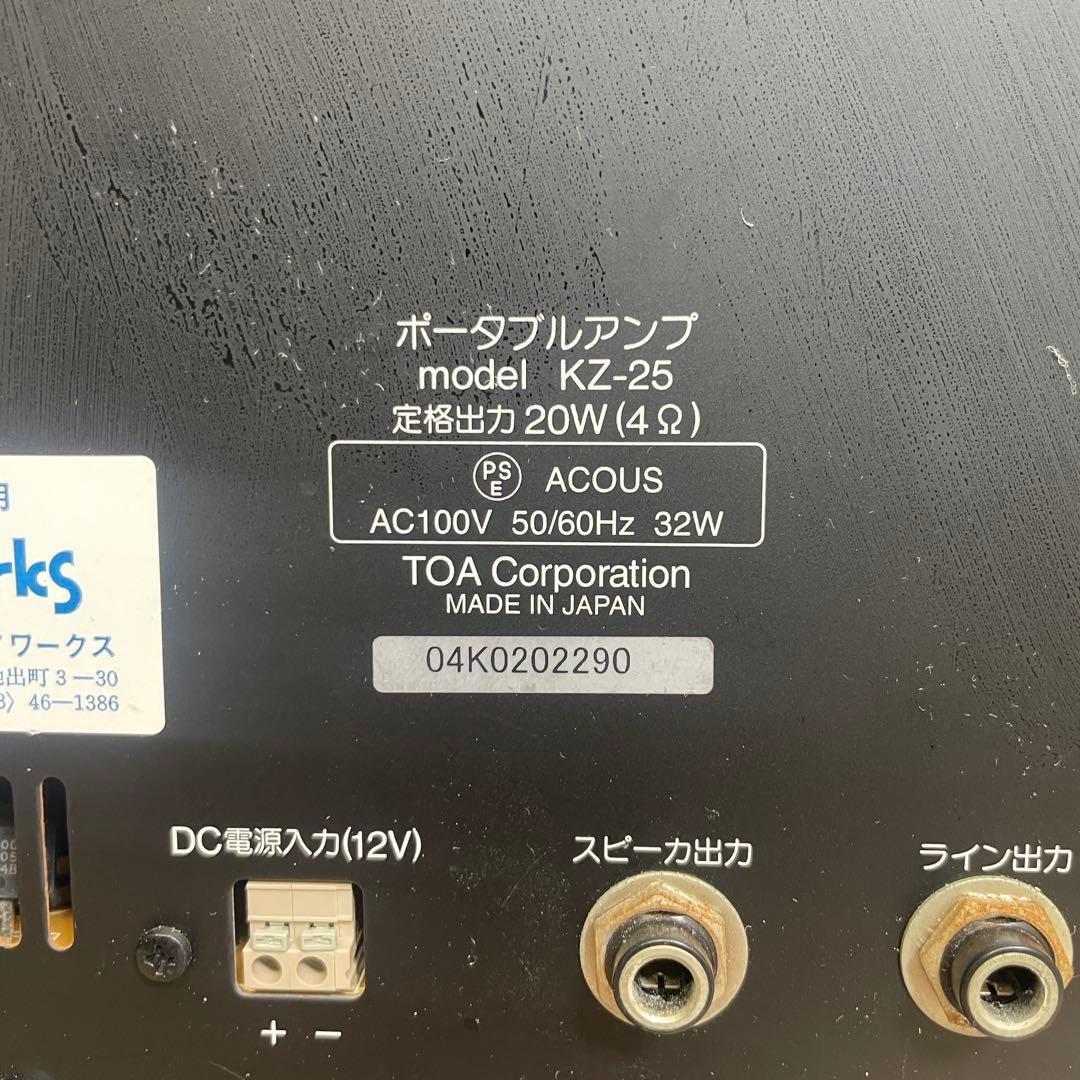 ポータブルアンプ
model KZ-25
定格出力 20W (4Ω)
PS
E
ACOUS
AC100V 50/60Hz 32W
TOA Corporation
MADE IN JAPAN
04K0202290
用
rks
ワークス
出町3-30
46-1386
DC電源入力(12V)
スピーカ出力
ライン出力
+ −